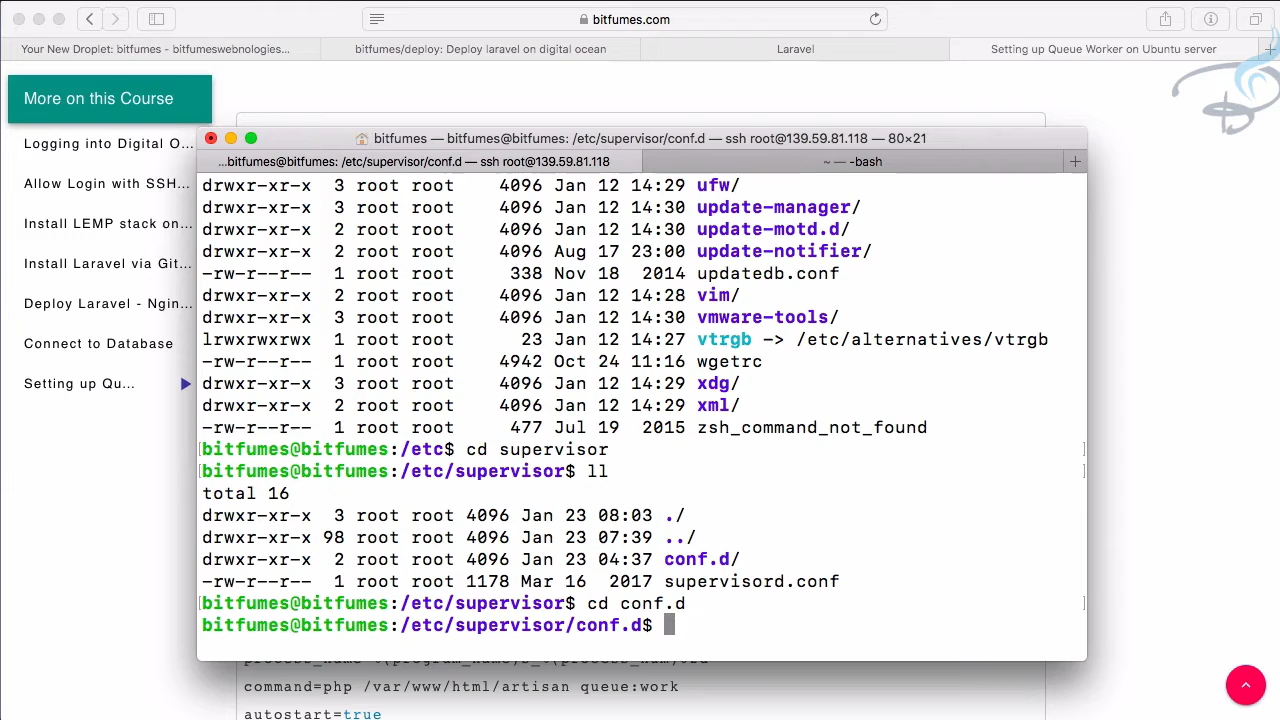 bitfumes.com
Your New Droplet: bitfumes - bitfumeswebnologies...
bitfumes/deploy: Deploy laravel on digital ocean
Laravel
Setting up Queue Worker on Ubuntu server
More on this Course
Logging into Digital O...
Allow Login with SSH...
Install LEMP stack on...
Install Laravel via Git...
Deploy Laravel - Ngin...
Connect to Database
Setting up Qu...
bitfumes — bitfumes@bitfumes: /etc/supervisor/conf.d — ssh root@139.59.81.118 — 80×21
...bitfumes@bitfumes: /etc/supervisor/conf.d — ssh root@139.59.81.118
~ — -bash
drwxr-xr-x 3 root root 4096 Jan 12 14:29 ufw/
drwxr-xr-x 3 root root 4096 Jan 12 14:30 update-manager/
drwxr-xr-x 2 root root 4096 Jan 12 14:30 update-motd.d/
drwxr-xr-x 2 root root 4096 Aug 17 23:00 update-notifier/
-rw-r--r-- 1 root root 338 Nov 18 2014 updatedb.conf
drwxr-xr-x 2 root root 4096 Jan 12 14:28 vim/
drwxr-xr-x 3 root root 4096 Jan 12 14:30 vmware-tools/
lrwxrwxrwx 1 root root 23 Jan 12 14:27 vtrgb -> /etc/alternatives/vtrgb
-rw-r--r-- 1 root root 4942 Oct 24 11:16 wgetrc
drwxr-xr-x 3 root root 4096 Jan 12 14:29 xdg/
drwxr-xr-x 2 root root 4096 Jan 12 14:29 xml/
-rw-r--r-- 1 root root 477 Jul 19 2015 zsh_command_not_found
bitfumes@bitfumes:/etc$ cd supervisor
bitfumes@bitfumes:/etc/supervisor$ ll
total 16
drwxr-xr-x 3 root root 4096 Jan 23 08:03 ./
drwxr-xr-x 98 root root 4096 Jan 23 07:39 ../
drwxr-xr-x 2 root root 4096 Jan 23 04:37 conf.d/
-rw-r--r-- 1 root root 1178 Mar 16 2017 supervisord.conf
bitfumes@bitfumes:/etc/supervisor$ cd conf.d
bitfumes@bitfumes:/etc/supervisor/conf.d$
command=php /var/www/html/artisan queue:work
autostart=true